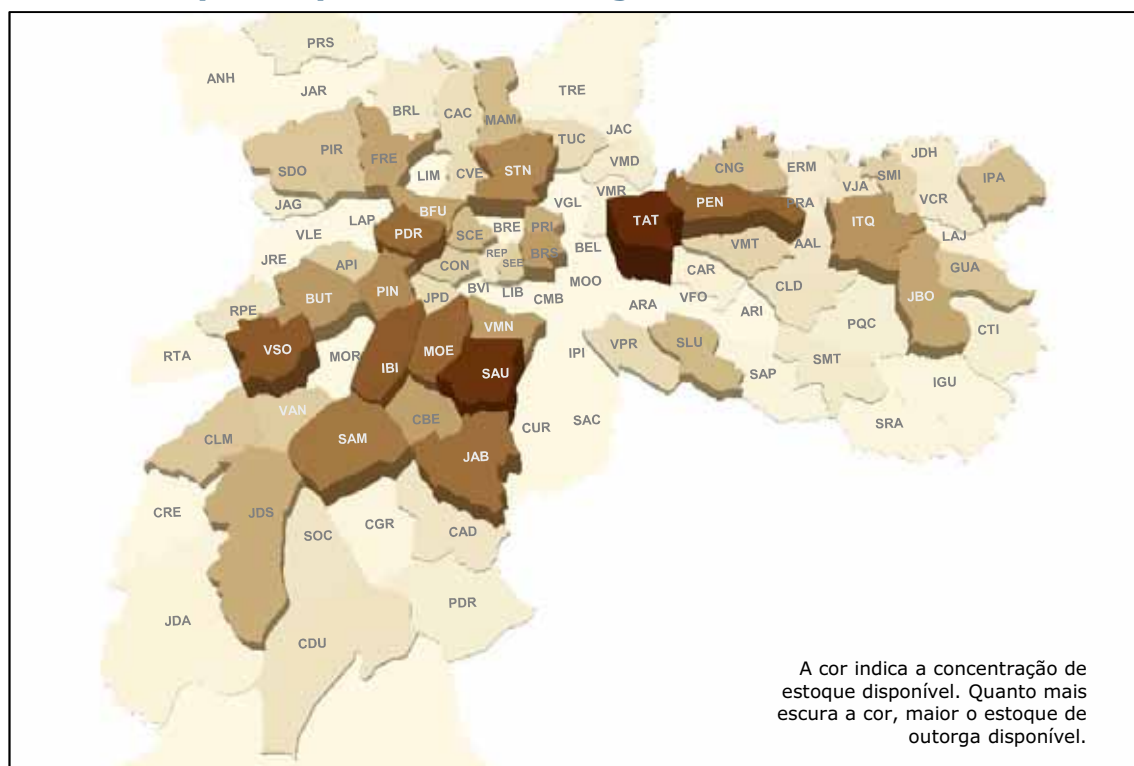 PRS
ANH
JAR
TRE
BRL
CAC
MAM
JAC
TUC
PIR
FRE
VMD
ERM
JDH
SDO
LIM
CVE
STN
CNG
VJA
SMI
IPA
JAG
BFU
VGL
VMR
PEN
PRA
VCR
LAP
TAT
ITQ
VLE
PDR
SCE
BRE
PRI
LAJ
JRE
API
CON
REP
SEE
BRS
BEL
VMT
AAL
GUA
BUT
PIN
JPD
BVI
LIB
CMB
MOO
CAR
CLD
JBO
RPE
ARA
VFO
ARI
PQC
CTI
RTA
VSO
MOR
IBI
MOE
VMN
IPI
VPR
SLU
SMT
SAU
SAP
IGU
VAN
CBE
CLM
SAM
CUR
SAC
SRA
JAB
CRE
JDS
SOC
CGR
CAD
JDA
CDU
PDR
A cor indica a concentração de
estoque disponível. Quanto mais
escura a cor, maior o estoque de
outorga disponível.